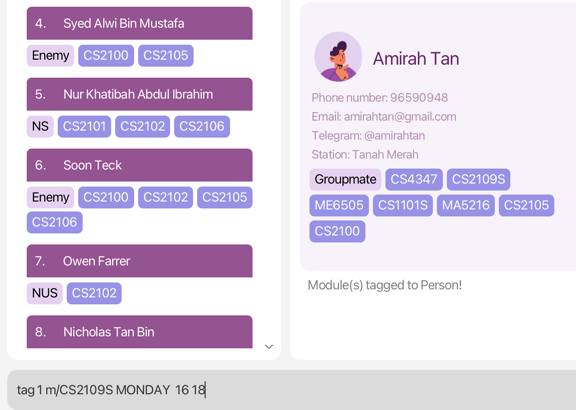 4. Syed Alwi Bin Mustafa
Enemy CS2100 CS2105
5. Nur Khatibah Abdul Ibrahim
NS CS2101 CS2102 CS2106
6. Soon Teck
Enemy CS2100 CS2102 CS2105
CS2106
7. Owen Farrer
NUS CS2102
8. Nicholas Tan Bin
Amirah Tan
Phone number: 96590948
Email: amirahtan@gmail.com
Telegram: @amirahtan
Station: Tanah Merah
Groupmate CS4347 CS2109S
ME6505 CS1101S MA5216 CS2105
CS2100
Module(s) tagged to Person!
tag 1 m/CS2109S MONDAY 16 18